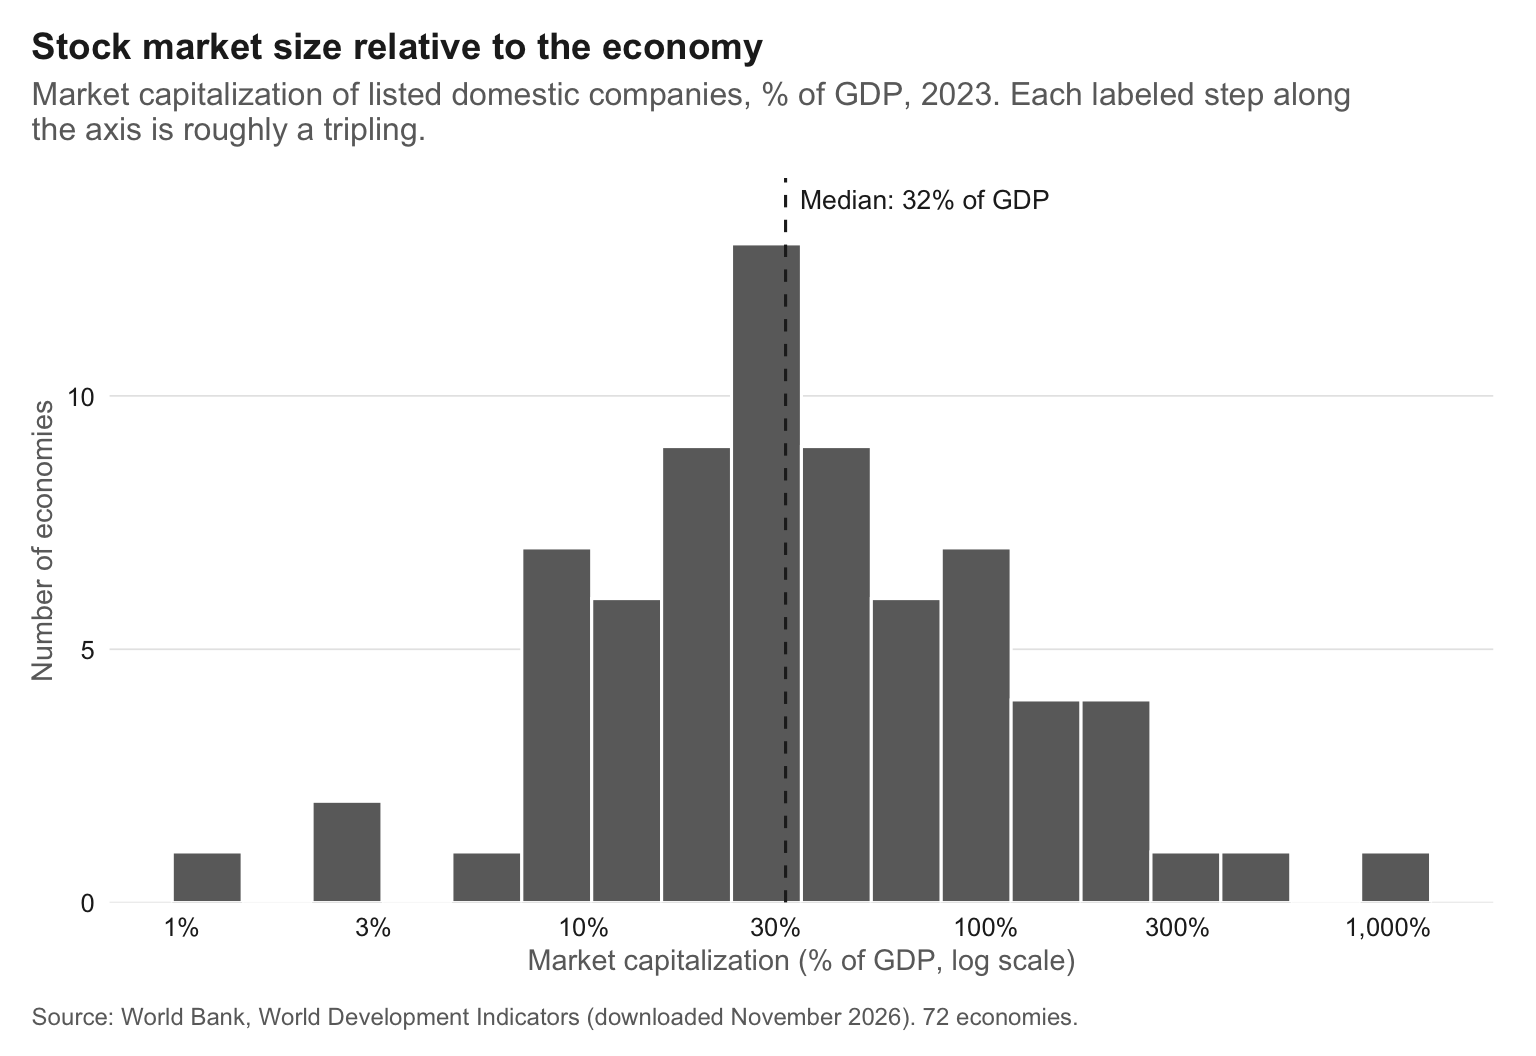 Stock market size relative to the economy
Market capitalization of listed domestic companies, % of GDP, 2023. Each labeled step along
the axis is roughly a tripling.
Median: 32% of GDP
Number of economies
10
5
0
1% 3% 10% 30% 100% 300% 1,000%
Market capitalization (% of GDP, log scale)
Source: World Bank, World Development Indicators (downloaded November 2026). 72 economies.